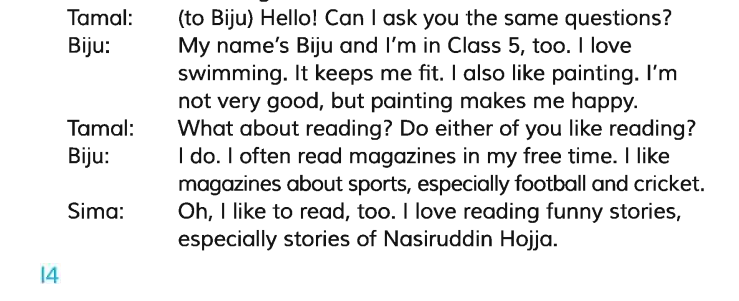 Tamal: (to Biju) Hello! Can I ask you the same questions?
Biju: My name's Biju and I'm in Class 5, too. I love
swimming. It keeps me fit. I also like painting. I'm
not very good, but painting makes me happy.
Tamal: What about reading? Do either of you like reading?
Biju: I do. I often read magazines in my free time. I like
magazines about sports, especially football and cricket.
Sima: Oh, I like to read, too. I love reading funny stories,
especially stories of Nasiruddin Hojja.
14